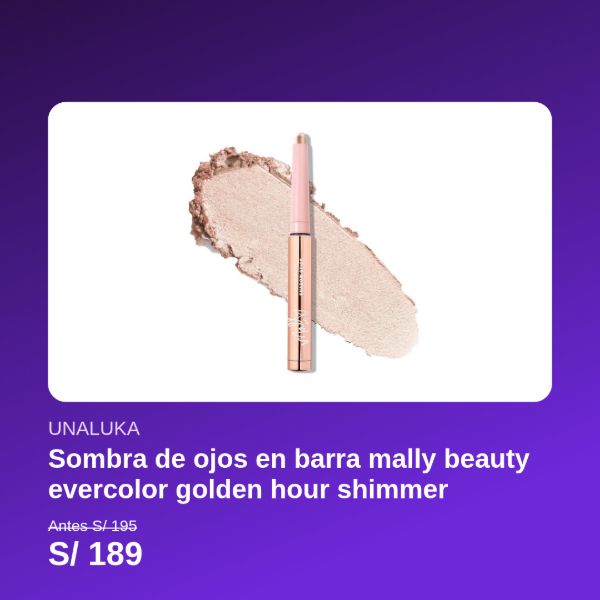 UNALUKA
Sombra de ojos en barra mally beauty
evercolor golden hour shimmer
Antes S/ 195
S/ 189